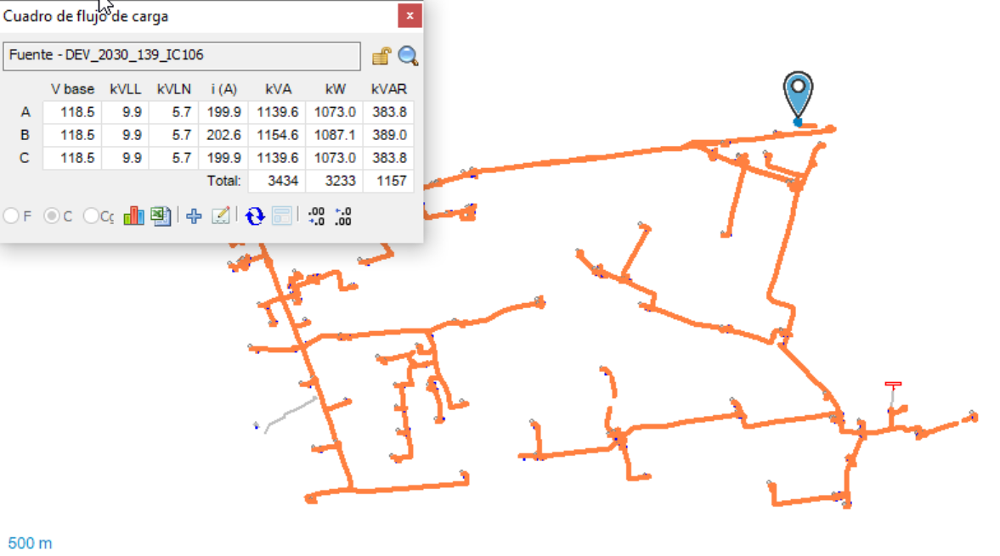 Cuadro de flujo de carga
x
Fuente - DEV_2030_139_IC106
V base kVLL kVLN i (A) kVA kW kVAR
A 118.5 9.9 5.7 199.9 1139.6 1073.0 383.8
B 118.5 9.9 5.7 202.6 1154.6 1087.1 389.0
C 118.5 9.9 5.7 199.9 1139.6 1073.0 383.8
Total: 3434 3233 1157
F C Cg .00 .0 .0 .00
500 m